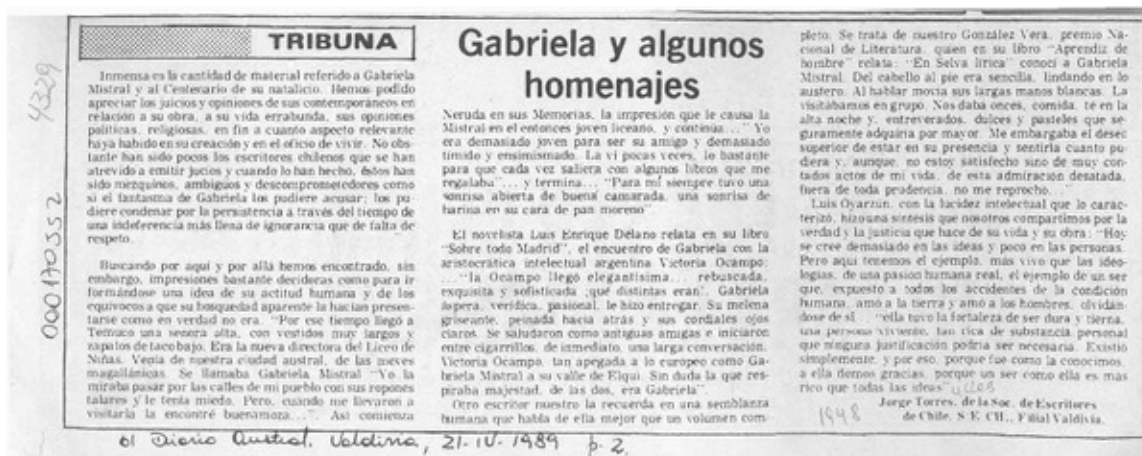 TRIBUNA
Gabriela y algunos
homenajes
Inmensa es la cantidad de material referido a Gabriela
Mistral y al Centenario de su natalicio. Hemos podido
apreciar los juicios y opiniones de sus contemporáneos en
relación a su obra, a su vida errabunda, sus opiniones
políticas, religiosas, en fin a cuanto aspecto relevante
haya habido en su creación y en el oficio de vivir. No obs-
tante han sido pocos los escritores chilenos que se han
atrevido a emitir jucios y cuando lo han hecho, éstos han
sido mezquinos, ambiguos y descomprometedores como
si el fantasma de Gabriela los pudiere acusar; los pu-
diere condenar por la persistencia a través del tiempo de
una indeferencia más llena de ignorancia que de falta de
respeto.
Buscando por aquí y por allá hemos encontrado, sin
embargo, impresiones bastante decidoras como para ir
formándose una idea de su actitud humana y de los
equívocos a que su hosquedad aparente la hacían presen-
tarse como en verdad no era. "Por ese tiempo llegó a
Temuco una señora alta, con vestidos muy largos y
zapatos de taco bajo. Era la nueva directora del Liceo de
Niñas. Venía de nuestra ciudad austral, de las nieves
magallánicas. Se llamaba Gabriela Mistral "Yo la
miraba pasar por las calles de mi pueblo con sus ropones
talares y le tenía miedo. Pero, cuando me llevaron a
visitarla la encontré buenamoza...". Así comienza
Neruda en sus Memorias, la impresión que le causa la
Mistral en el entonces joven liceano, y continúa..." Yo
era demasiado joven para ser su amigo y demasiado
tímido y ensimismado. La vi pocas veces, lo bastante
para que cada vez saliera con algunos libros que me
regalaba"... y termina... "Para mí siempre tuvo una
sonrisa abierta de buena camarada, una sonrisa de
harina en su cara de pan moreno"
El novelista Luis Enrique Délano relata en su libro
"Sobre todo Madrid", el encuentro de Gabriela con la
aristocrática intelectual argentina Victoria Ocampo:
..."la Ocampo llegó elegantísima... rebuscada,
exquisita y sofisticada ¡qué distintas eran!. Gabriela
áspera, verídica, pasional, le hizo entregar. Su melena
griseante, peinada hacia atrás y sus cordiales ojos
claros. Se saludaron como antiguas amigas e iniciaron
entre cigarrillos, de inmediato, una larga conversación.
Victoria Ocampo, tan apegada a lo europeo como Ga-
briela Mistral a su valle de Elqui. Sin duda la que res-
piraba majestad, de las dos, era Gabriela".
Otro escritor nuestro la recuerda en una semblanza
humana que habla de ella mejor que un volumen com-
pleto. Se trata de nuestro González Vera, premio Na-
cional de Literatura, quien en su libro "Aprendiz de
hombre" relata: "En Selva lírica" conocí a Gabriela
Mistral. Del cabello al pie era sencilla, lindando en lo
austero. Al hablar movía sus largas manos blancas. La
visitábamos en grupo. Nos daba onces, comida, té en la
alta noche y, entreverados, dulces y pasteles que se-
guramente adquiría por mayor. Me embargaba el deseo
superior de estar en su presencia y sentirla cuanto pu-
diera y, aunque, no estoy satisfecho sino de muy con-
tados actos de mi vida, de esta admiración desatada,
fuera de toda prudencia, no me reprocho..."
Luis Oyarzún, con la lucidez intelectual que lo carac-
terizó, hizo una síntesis que nosotros compartimos por la
verdad y la justicia que hace de su vida y su obra: "Hoy
se cree demasiado en las ideas y poco en las personas.
Pero aquí tenemos el ejemplo, más vivo que las ideo-
logías, de una pasión humana real, el ejemplo de un ser
que, expuesto a todos los accidentes de la condición
humana, amó a la tierra y amó a los hombres, olvidán-
dose de sí... "ella tuvo la fortaleza de ser dura y tierna,
una persona viviente, tan rica de substancia personal
que ninguna justificación podría ser necesaria. Existió
simplemente, y por eso, porque fue como la conocimos,
a ella demos gracias, porque un ser como ella es más
rico que todas las ideas"
Jorge Torres, de la Soc. de Escritores
de Chile, S.E.CH., Filial Valdivia.
1948
el Diario Austral, Valdivia, 21-IV-1989 p. 2.
000170552
4329